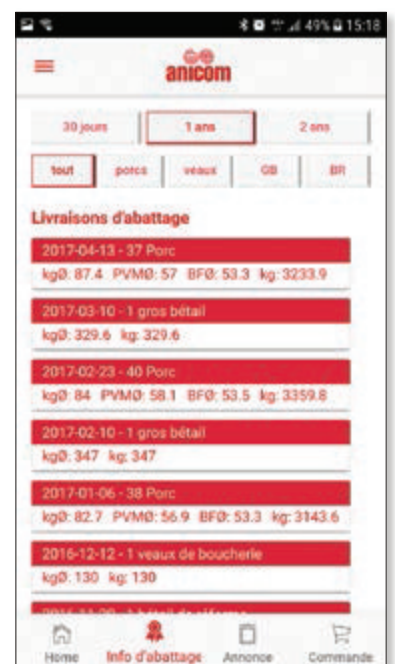 49% 15:18
anicom
30 jours 1 ans 2 ans
tout porcs veaux GB BR
Livraisons d'abattage
2017-04-13 - 37 Porc
kgØ: 87.4 PVMØ: 57 BFØ: 53.3 kg: 3233.9
2017-03-10 - 1 gros bétail
kgØ: 329.6 kg: 329.6
2017-02-23 - 40 Porc
kgØ: 84 PVMØ: 58.1 BFØ: 53.5 kg: 3359.8
2017-02-10 - 1 gros bétail
kgØ: 347 kg: 347
2017-01-06 - 38 Porc
kgØ: 82.7 PVMØ: 56.9 BFØ: 53.3 kg: 3143.6
2016-12-12 - 1 veaux de boucherie
kgØ: 130 kg: 130
Home Info d'abattage Annonce Commande